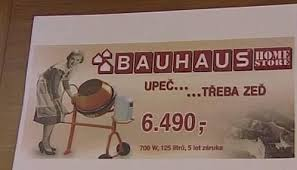 BAUHAUS HOME STORE
UPEČ...
...TŘEBA ZEĎ
6.490,-
700 W, 125 litrů, 5 let záruka